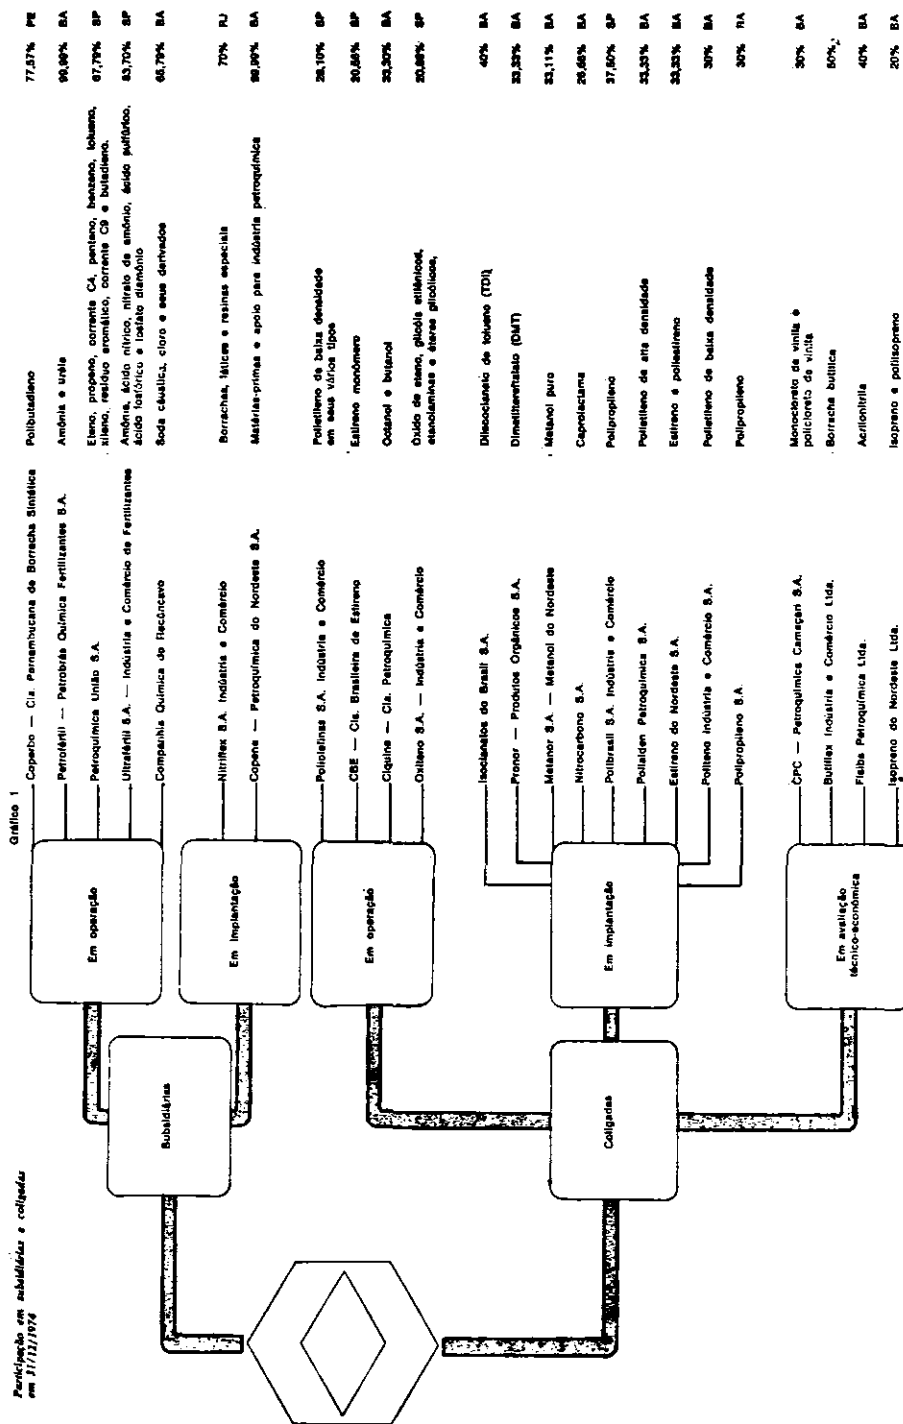 Participação em subsidiárias e coligadas
em 31/12/1974
Gráfico 1
Subsidiárias
Em operação
Coperbo — Cia. Pernambucana de Borracha Sintética Polibutadieno 77,57% PE
Petrofértil — Petrobrás Química Fertilizantes S.A. Amônia e uréia 99,99% BA
Petroquímica União S.A. Eteno, propeno, corrente C4, pentano, benzeno, tolueno, 67,79% SP
xileno, resíduo aromático, corrente C9 e butadieno.
Ultrafértil S.A. — Indústria e Comércio de Fertilizantes Amônia, ácido nítrico, nitrato de amônio, ácido sulfúrico, 83,70% SP
ácido fosfórico e fosfato diamônio
Companhia Química do Recôncavo Soda cáustica, cloro e seus derivados 65,79% BA
Em implantação
Nitriflex S.A. Indústria e Comércio Borrachas, látices e resinas especiais 70% RJ
Copene — Petroquímica do Nordeste S.A. Matérias-primas e apoio para indústria petroquímica 99,99% BA
Coligadas
Em operação
Poliolefinas S.A. Indústria e Comércio Polietileno de baixa densidade 28,10% SP
em seus vários tipos
CBE — Cia. Brasileira de Estireno Estireno monômero SP
Ciquine — Cia. Petroquímica Octanol e butanol 33,30% BA
Oxiteno S.A. — Indústria e Comércio Óxido de eteno, glicóis etilênicos, SP
etanolaminas e éteres glicólicos,
Em implantação
Isocianatos do Brasil S.A. Diisocianeto de tolueno (TDI) 40% BA
Pronor — Produtos Orgânicos S.A. Dimetiltereftalato (DMT) 33,33% BA
Metanor S.A. — Metanol do Nordeste Metanol puro 33,11% BA
Nitrocarbono S.A. Caprolactama 26,66% BA
Polibrasil S.A. Indústria e Comércio Polipropileno 37,50% SP
Polialden Petroquímica S.A. Polietileno de alta densidade 33,33% BA
Estireno do Nordeste S.A. Estireno e poliestireno 33,33% BA
Politeno Indústria e Comércio S.A. Polietileno de baixa densidade 30% BA
Polipropileno S.A. Polipropileno 30% BA
Em avaliação
técnico-econômica
CPC — Petroquímica Camaçari S.A. Monocloreto de vinila e 30% BA
policloreto de vinila
Butilflex Indústria e Comércio Ltda. Borracha butílica 50% BA
Fisiba Petroquímica Ltda. Acrilonitrila 40% BA
Isopreno do Nordeste Ltda. Isopreno e poliisopreno 20% BA